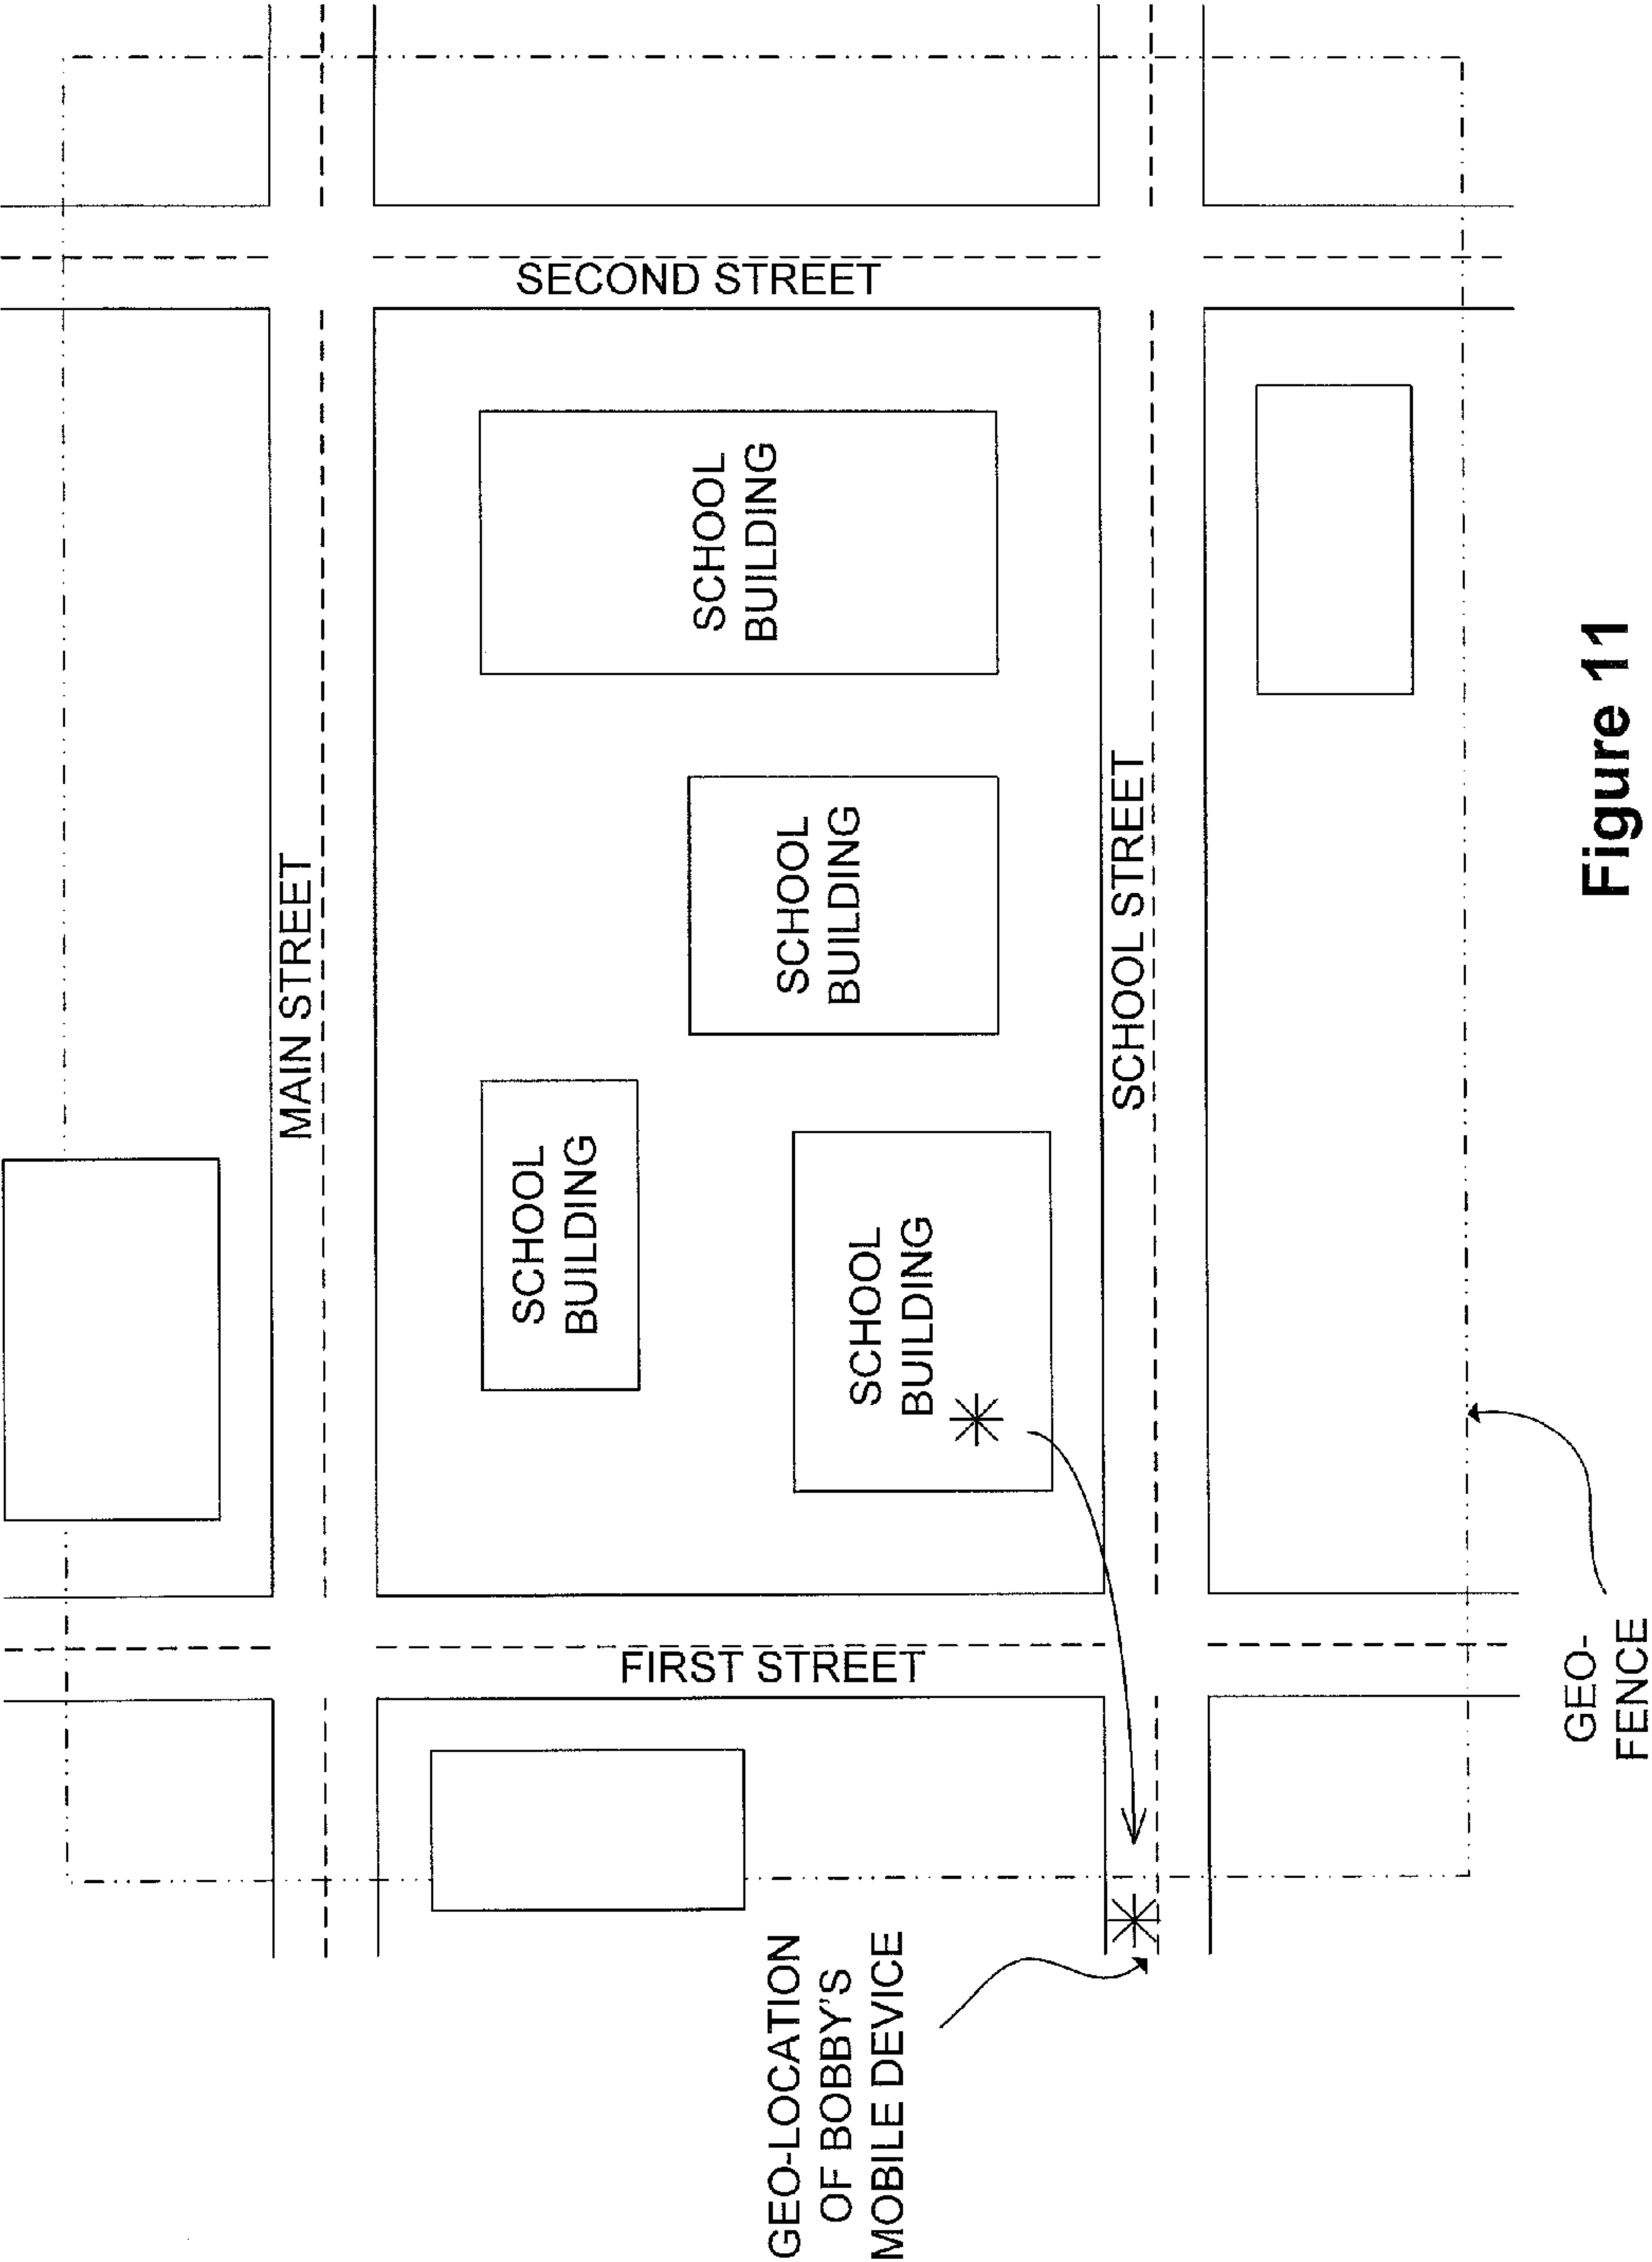 MAIN STREET
SECOND STREET
SCHOOL
BUILDING
SCHOOL
BUILDING
SCHOOL
BUILDING
SCHOOL
BUILDING
FIRST STREET
SCHOOL STREET
GEO-LOCATION
OF BOBBY'S
MOBILE DEVICE
GEO-
FENCE
Figure 11